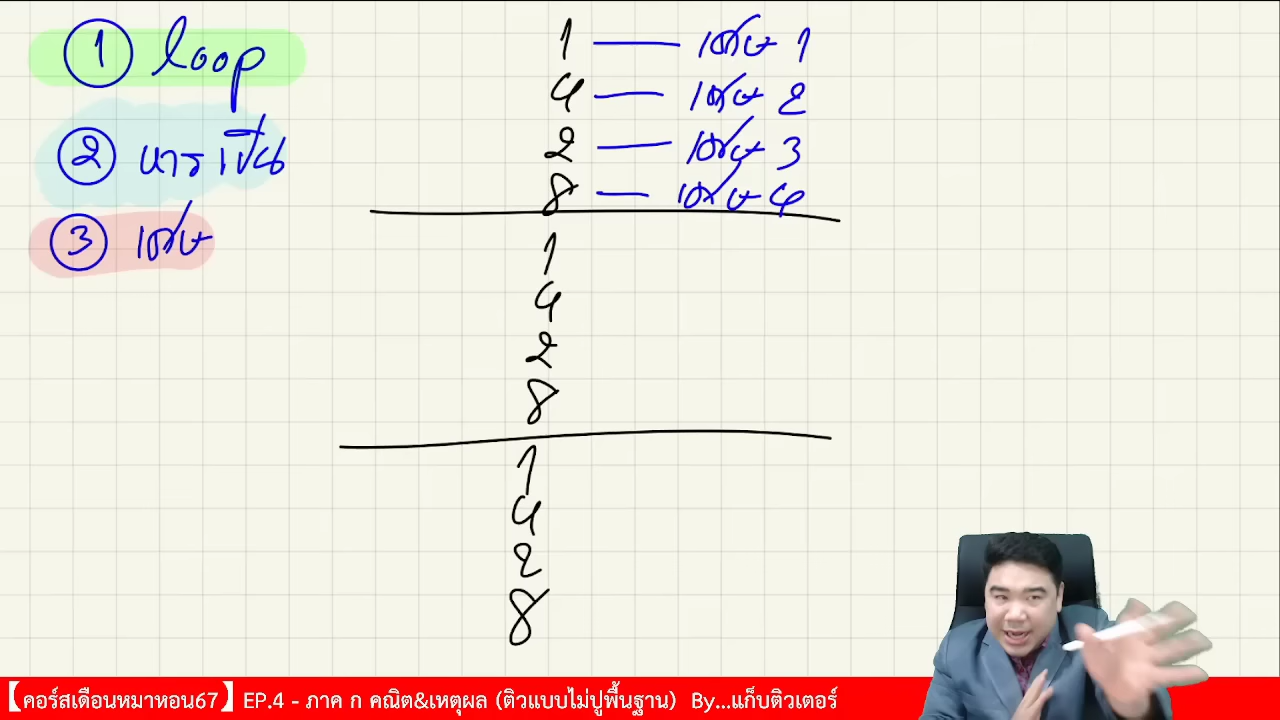 ① loop
② หารเป็น
③ เศษ
1 — เศษ 1
4 — เศษ 2
2 — เศษ 3
8 — เศษ 4
1
4
2
8
1
4
2
8
【คอร์สเดือนหมาหอน67】 EP.4 - ภาค ก คณิต&เหตุผล (ติวแบบไม่ปูพื้นฐาน) By...แก็บติวเตอร์